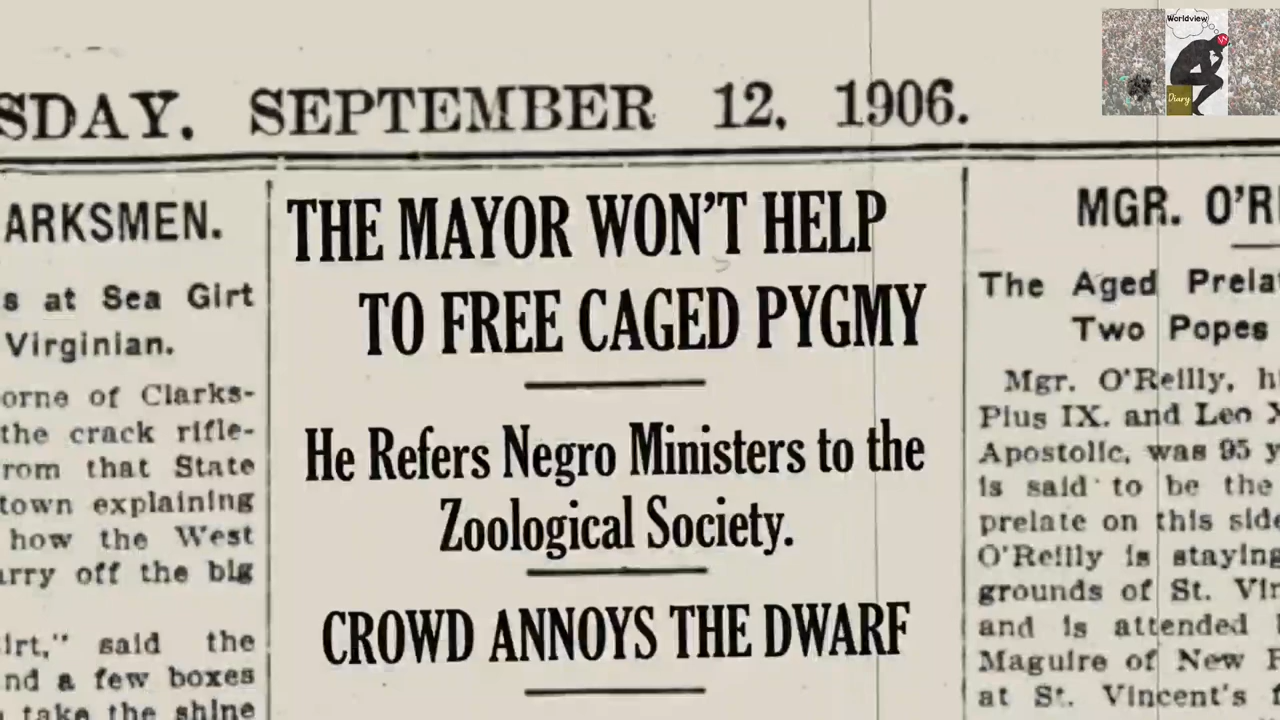 Worldview
Diary
SDAY. SEPTEMBER 12, 1906.
ARKSMEN.
s at Sea Girt
Virginian.
orne of Clarks-
the crack rifle-
rom that State
town explaining
how the West
arry off the big
irt," said the
nd a few boxes
take the shine
THE MAYOR WON'T HELP
TO FREE CAGED PYGMY
He Refers Negro Ministers to the
Zoological Society.
CROWD ANNOYS THE DWARF
MGR. O'R
The Aged Prela
Two Popes
Mgr. O'Reilly, h
Pius IX. and Leo X
Apostolic, was 95 y
is said to be the
prelate on this side
O'Reilly is staying
grounds of St. Vin
and is attended
Maguire of New
at St. Vincent's